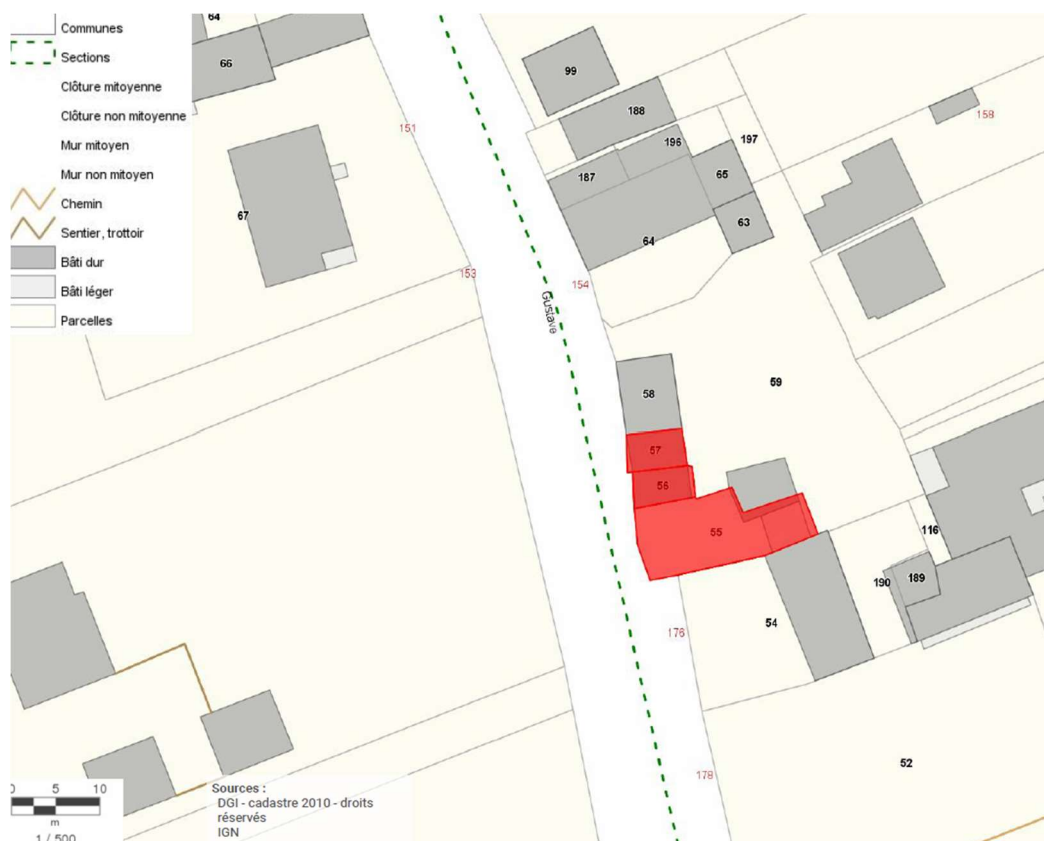 Communes
Sections
Clôture mitoyenne
Clôture non mitoyenne
Mur mitoyen
Mur non mitoyen
Chemin
Sentier, trottoir
Bâti dur
Bâti léger
Parcelles
64
66
67
151
153
99
188
196
197
158
187
65
63
64
154
Gustave
59
58
57
56
55
116
190
189
54
176
52
178
0 5 10
m
1 / 500
Sources :
DGI - cadastre 2010 - droits
réservés
IGN